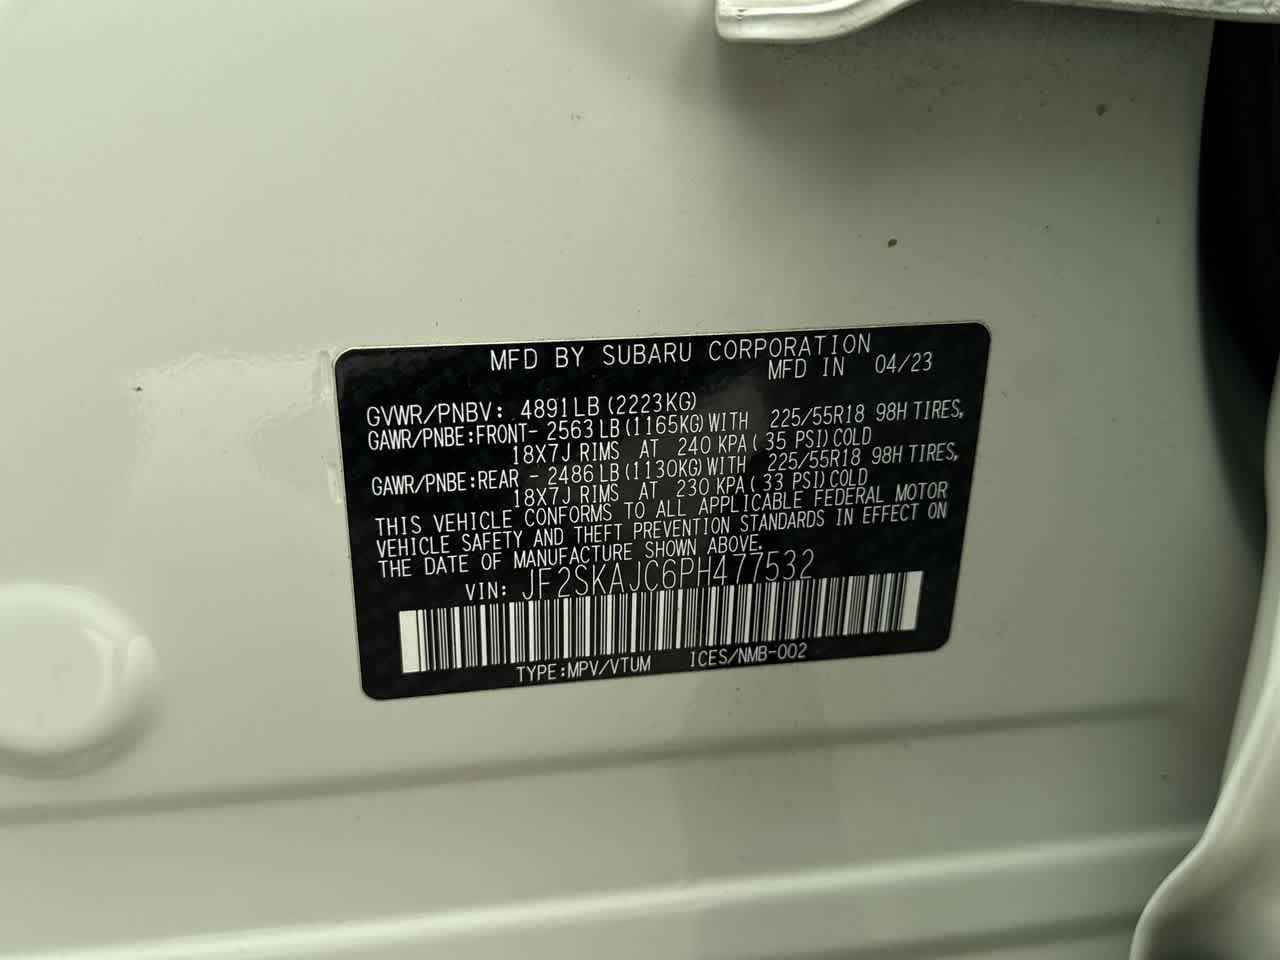 MFD BY SUBARU CORPORATION
MFD IN 04/23
GVWR/PNBV: 4891LB (2223KG)
GAWR/PNBE:FRONT- 2563LB (1165KG) WITH 225/55R18 98H TIRES,
18X7J RIMS AT 240 KPA( 35 PSI) COLD
GAWR/PNBE:REAR - 2486LB (1130KG) WITH 225/55R18 98H TIRES,
18X7J RIMS AT 230 KPA( 33 PSI) COLD
THIS VEHICLE CONFORMS TO ALL APPLICABLE FEDERAL MOTOR
VEHICLE SAFETY AND THEFT PREVENTION STANDARDS IN EFFECT ON
THE DATE OF MANUFACTURE SHOWN ABOVE.
VIN: JF2SKAJC6PH477532
TYPE:MPV/VTUM ICES/NMB-002